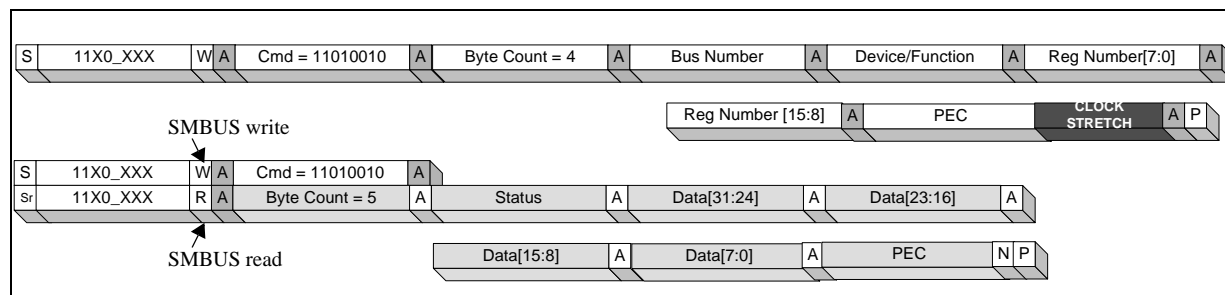 S 11X0_XXX W A Cmd = 11010010 A Byte Count = 4 A Bus Number A Device/Function A Reg Number[7:0] A
Reg Number [15:8] A PEC CLOCK STRETCH A P
SMBUS write
S 11X0_XXX W A Cmd = 11010010 A
Sr 11X0_XXX R A Byte Count = 5 A Status A Data[31:24] A Data[23:16] A
SMBUS read
Data[15:8] A Data[7:0] A PEC N P